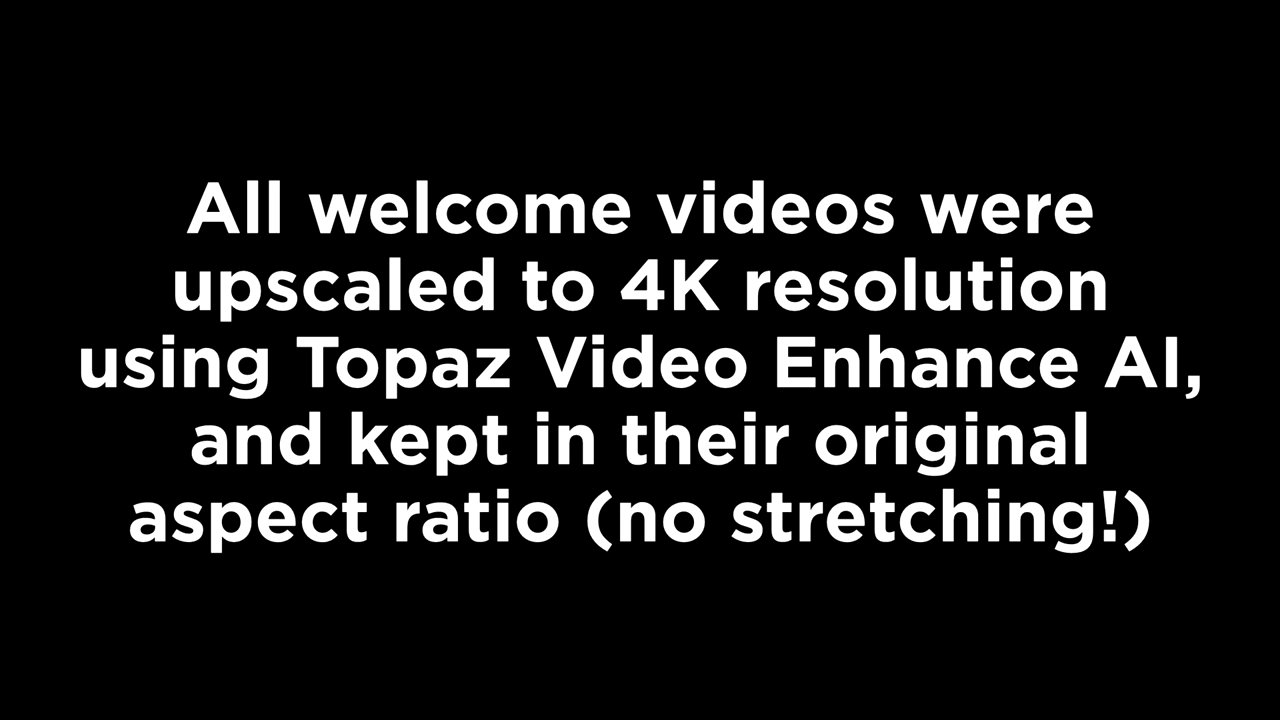 All welcome videos were
upscaled to 4K resolution
using Topaz Video Enhance AI,
and kept in their original
aspect ratio (no stretching!)